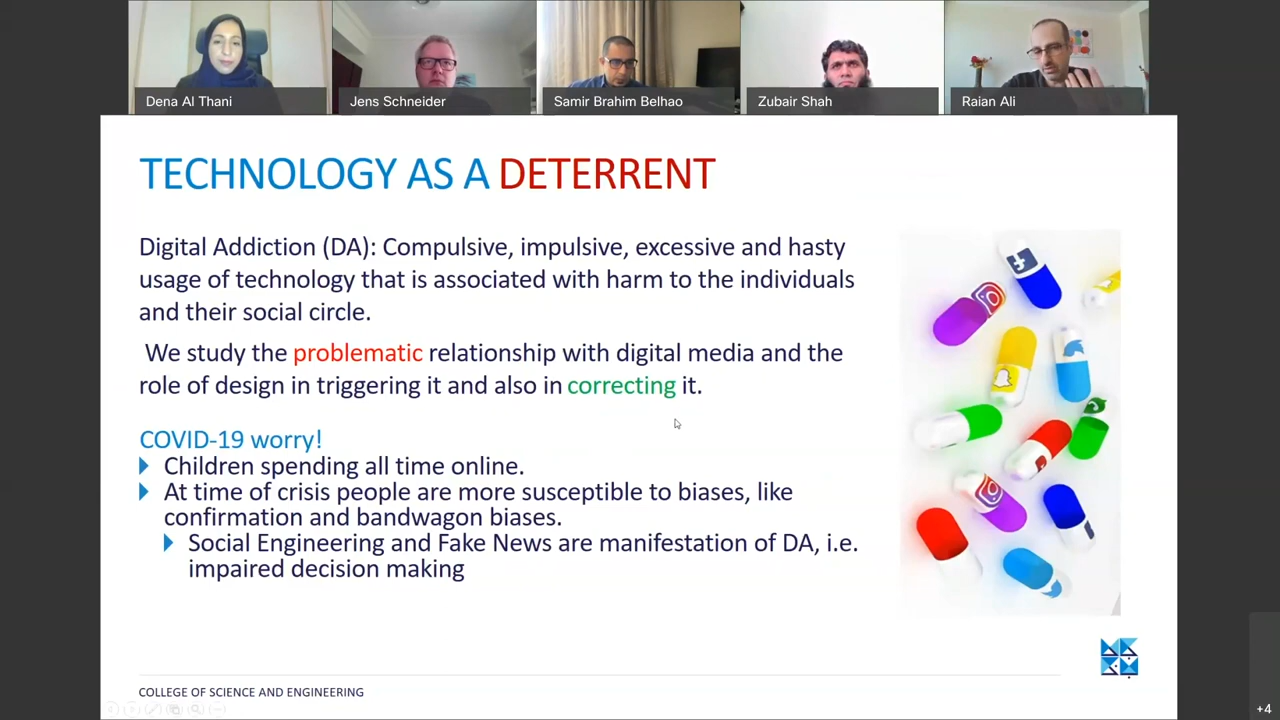 Dena Al Thani
Jens Schneider
Samir Brahim Belhao
Zubair Shah
Raian Ali
TECHNOLOGY AS A DETERRENT
Digital Addiction (DA): Compulsive, impulsive, excessive and hasty
usage of technology that is associated with harm to the individuals
and their social circle.
We study the problematic relationship with digital media and the
role of design in triggering it and also in correcting it.
COVID-19 worry!
Children spending all time online.
At time of crisis people are more susceptible to biases, like
confirmation and bandwagon biases.
Social Engineering and Fake News are manifestation of DA, i.e.
impaired decision making
COLLEGE OF SCIENCE AND ENGINEERING
+4